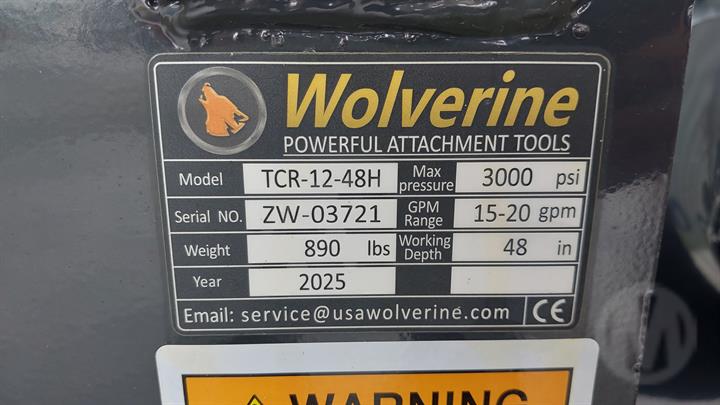 Wolverine
POWERFUL ATTACHMENT TOOLS
Model TCR-12-48H Max pressure 3000 psi
Serial NO. ZW-03721 GPM Range 15-20 gpm
Weight 890 lbs Working Depth 48 in
Year 2025
Email: service@usawolverine.com CE
WARNING